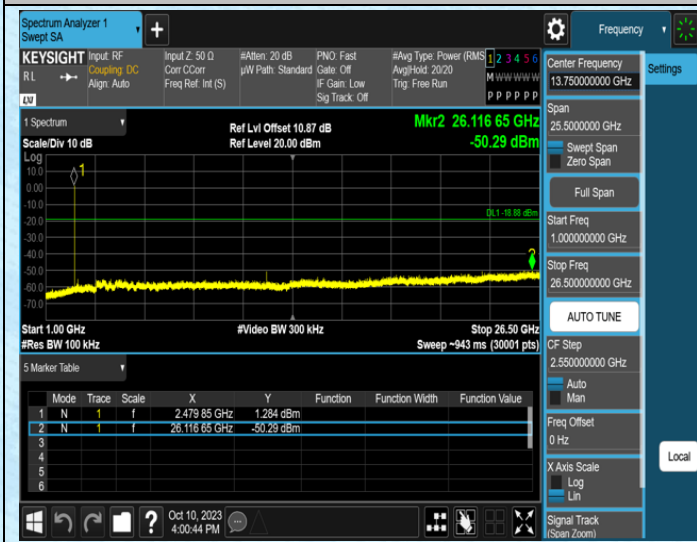 Spectrum Analyzer 1
Swept SA
Frequency
KEYSIGHT
RL
LXI
Input: RF
Coupling: DC
Align: Auto
Input Z: 50 Ω
Corr CCorr
Freq Ref: Int (S)
#Atten: 20 dB
µW Path: Standard
PNO: Fast
Gate: Off
IF Gain: Low
Sig Track: Off
#Avg Type: Power (RMS
Avg|Hold: 20/20
Trig: Free Run
1 2 3 4 5 6
M W W W W W
P P P P P P
1 Spectrum
Scale/Div 10 dB
Ref Lvl Offset 10.87 dB
Ref Level 20.00 dBm
Mkr2 26.116 65 GHz
-50.29 dBm
Log
10.0
0.00
-10.0
-20.0
-30.0
-40.0
-50.0
-60.0
-70.0
1
DL1 -18.88 dBm
2
Start 1.00 GHz
#Res BW 100 kHz
#Video BW 300 kHz
Stop 26.50 GHz
Sweep ~943 ms (30001 pts)
5 Marker Table
Mode Trace Scale X Y Function Function Width Function Value
1 N 1 f 2.479 85 GHz 1.284 dBm
2 N 1 f 26.116 65 GHz -50.29 dBm
3
4
5
6
?
Oct 10, 2023
4:00:44 PM
Center Frequency
13.750000000 GHz
Span
25.5000000 GHz
Swept Span
Zero Span
Full Span
Start Freq
1.000000000 GHz
Stop Freq
26.500000000 GHz
AUTO TUNE
CF Step
2.550000000 GHz
Auto
Man
Freq Offset
0 Hz
X Axis Scale
Log
Lin
Signal Track
(Span Zoom)
Settings
Local